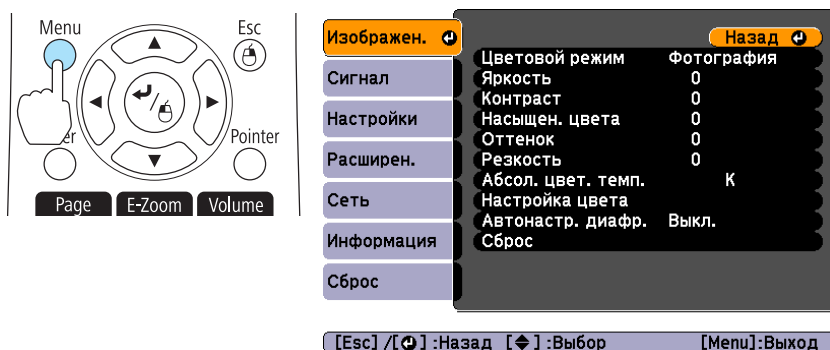 Menu
Esc
Pointer
Page
E-Zoom
Volume
Изображен.
Сигнал
Настройки
Расширен.
Сеть
Информация
Сброс
Назад
Цветовой режим Фотография
Яркость 0
Контраст 0
Насыщен. цвета 0
Оттенок 0
Резкость 0
Абсол. цвет. темп. К
Настройка цвета
Автонастр. диафр. Выкл.
Сброс
[Esc] /[ ] :Назад [ ] :Выбор [Menu]:Выход